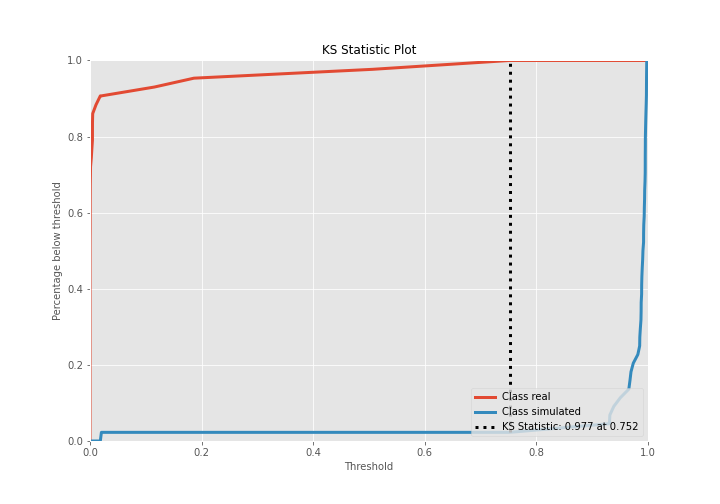 KS Statistic Plot
1.0
0.8
0.6
0.4
0.2
0.0
Percentage below threshold
0.0 0.2 0.4 0.6 0.8 1.0
Threshold
Class real
Class simulated
KS Statistic 0.977 at 0.752